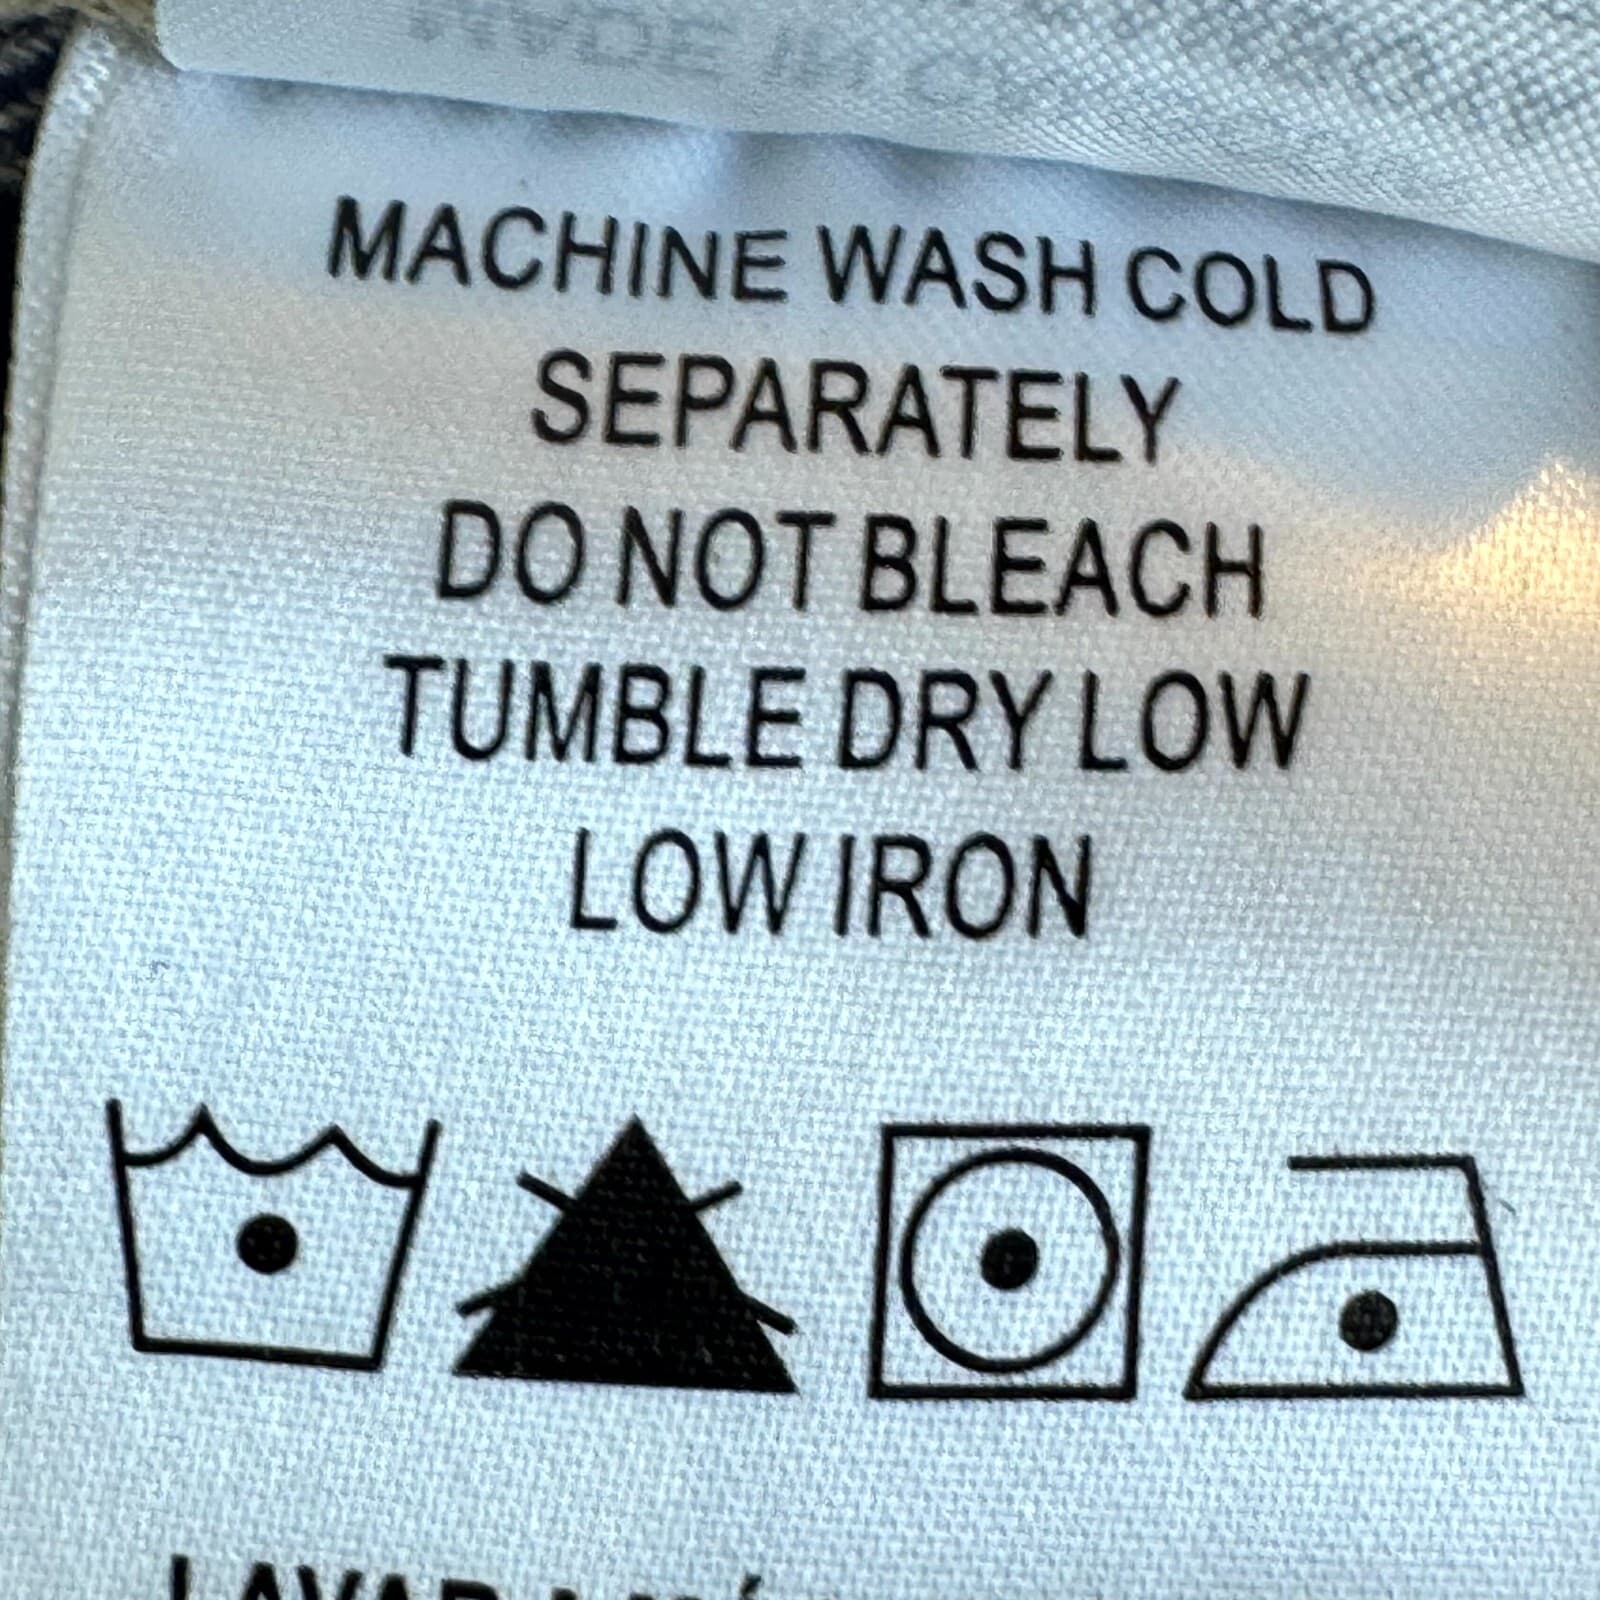 MACHINE WASH COLD
SEPARATELY
DO NOT BLEACH
TUMBLE DRY LOW
LOW IRON